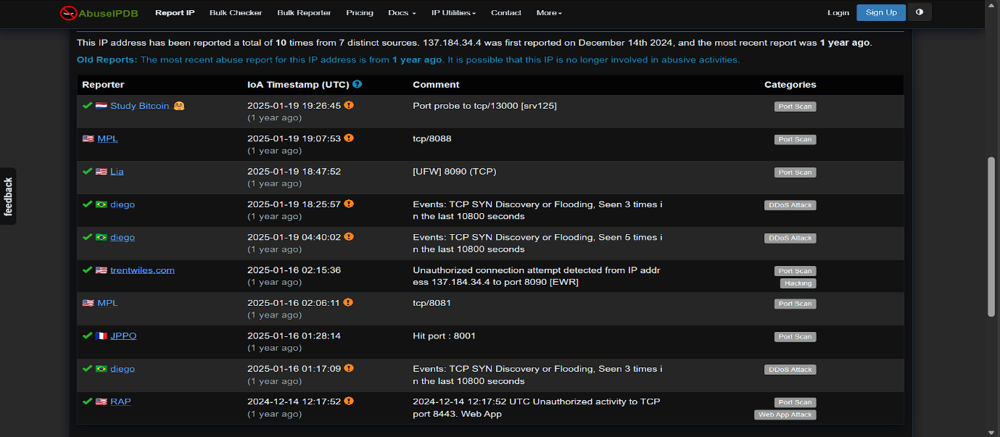 AbuseIPDB Report IP Bulk Checker Bulk Reporter Pricing Docs IP Utilities Contact More Login Sign Up
This IP address has been reported a total of 10 times from 7 distinct sources. 137.184.34.4 was first reported on December 14th 2024, and the most recent report was 1 year ago.
Old Reports: The most recent abuse report for this IP address is from 1 year ago. It is possible that this IP is no longer involved in abusive activities.
Reporter IoA Timestamp (UTC) ? Comment Categories
Study Bitcoin 🤗 2025-01-19 19:26:45 Port probe to tcp/13000 [srv125] Port Scan
(1 year ago)
MPL 2025-01-19 19:07:53 tcp/8088 Port Scan
(1 year ago)
Lia 2025-01-19 18:47:52 [UFW] 8090 (TCP) Port Scan
(1 year ago)
diego 2025-01-19 18:25:57 Events: TCP SYN Discovery or Flooding, Seen 3 times i DDoS Attack
(1 year ago) n the last 10800 seconds
diego 2025-01-19 04:40:02 Events: TCP SYN Discovery or Flooding, Seen 5 times i DDoS Attack
(1 year ago) n the last 10800 seconds
trentwiles.com 2025-01-16 02:15:36 Unauthorized connection attempt detected from IP addr Port Scan
(1 year ago) ess 137.184.34.4 to port 8090 [EWR] Hacking
MPL 2025-01-16 02:06:11 tcp/8081 Port Scan
(1 year ago)
JPPO 2025-01-16 01:28:14 Hit port : 8001 Port Scan
(1 year ago)
diego 2025-01-16 01:17:09 Events: TCP SYN Discovery or Flooding, Seen 3 times i DDoS Attack
(1 year ago) n the last 10800 seconds
RAP 2024-12-14 12:17:52 2024-12-14 12:17:52 UTC Unauthorized activity to TCP Port Scan
(1 year ago) port 8443. Web App Web App Attack
feedback